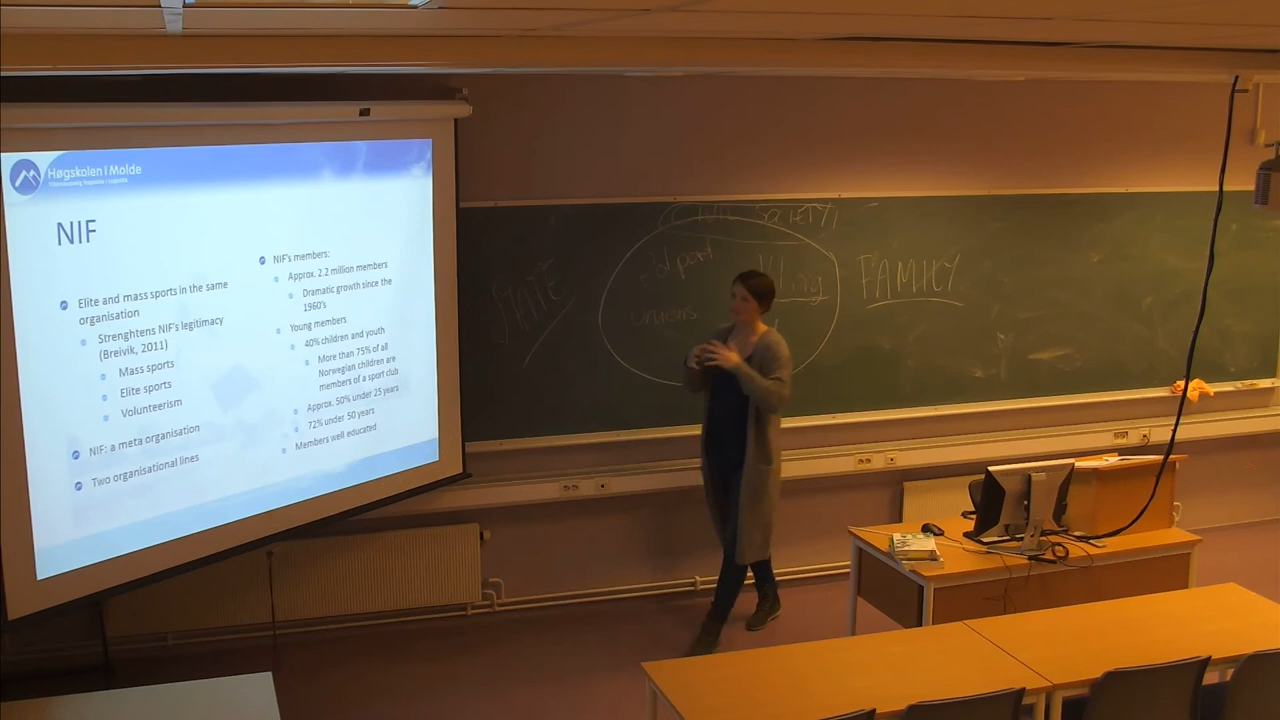 Høgskolen i Molde
NIF
Elite and mass sports in the same
organisation
Strenghtens NIF's legitimacy
(Breivik, 2011)
Mass sports
Elite sports
Volunteerism
NIF: a meta organisation
Two organisational lines
NIF's members:
Approx. 2.2 million members
Dramatic growth since the
1960's
Young members
40% children and youth
More than 75% of all
Norwegian children are
members of a sport club
Approx. 50% under 25 years
72% under 50 years
Members well educated
STATE
CIVIL SOCIETY
unions
FAMILY